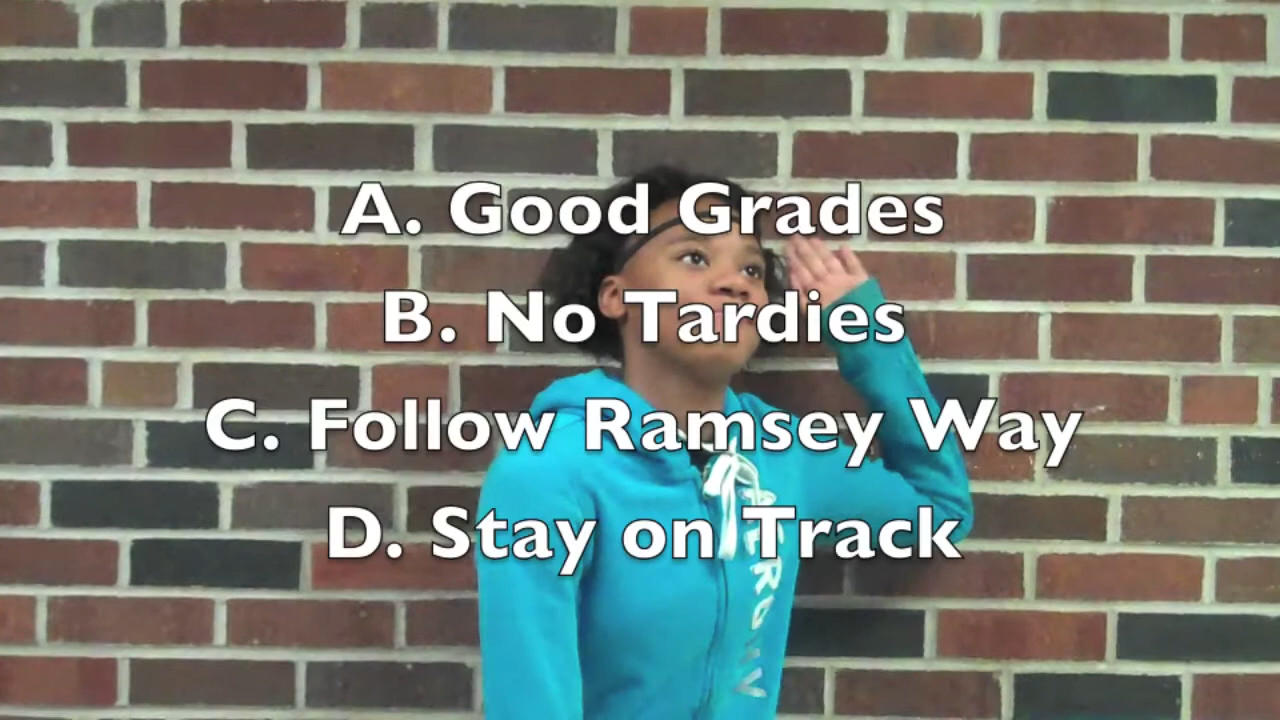 A. Good Grades
B. No Tardies
C. Follow Ramsey Way
D. Stay on Track